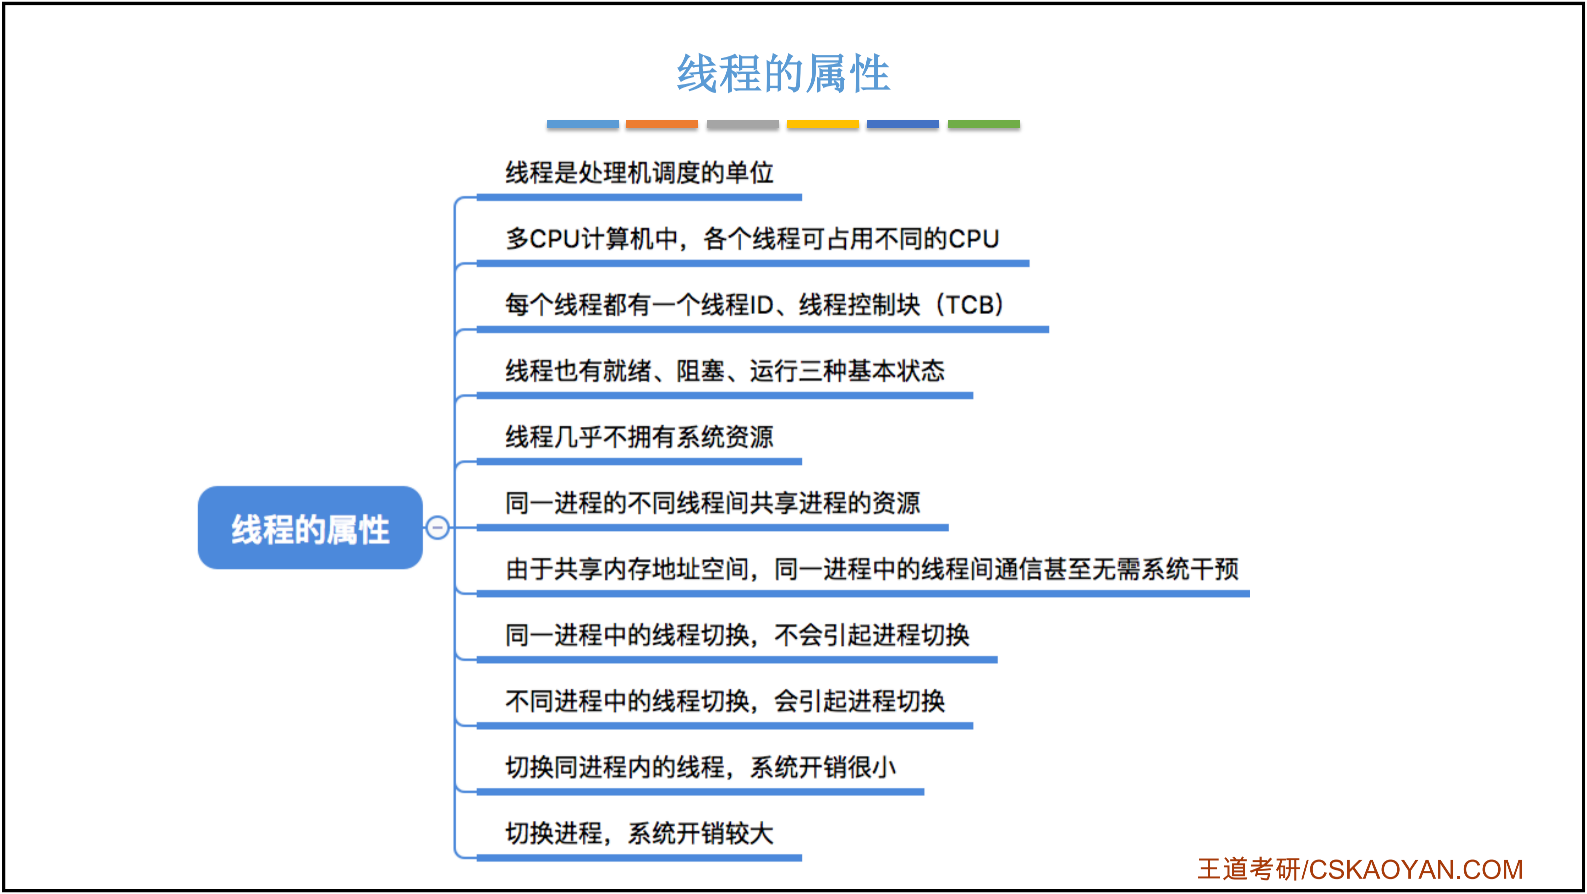 线程的属性
线程是处理机调度的单位
多CPU计算机中，各个线程可占用不同的CPU
每个线程都有一个线程ID、线程控制块（TCB）
线程也有就绪、阻塞、运行三种基本状态
线程几乎不拥有系统资源
同一进程的不同线程间共享进程的资源
线程的属性
由于共享内存地址空间，同一进程中的线程间通信甚至无需系统干预
同一进程中的线程切换，不会引起进程切换
不同进程中的线程切换，会引起进程切换
切换同进程内的线程，系统开销很小
切换进程，系统开销较大
王道考研/CSKAOYAN.COM